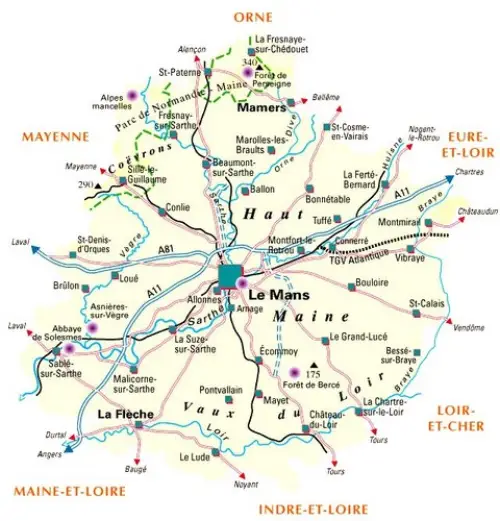 ORNE
Alençon
La Fresnaye-
sur-Chédouet
340
St-Paterne
Forêt de
Perseigne
Alpes
mancelles
Parc de Normandie - Maine
Mamers
Bellême
Fresnay-
sur-Sarthe
MAYENNE
Marolles-les-
Braults
Dive
St-Cosme-
en-Vairais
Nogent-
le-Rotrou
EURE-
ET-LOIR
Coëvrons
Mayenne
Sille-le-
Guillaume
290
Beaumont-
sur-Sarthe
Orne
Huisne
La Ferté-
Bernard
A11
Chartres
Ballon
Bonnétable
Conlie
Sarthe
Haut
Tuffé
Braye
Châteaudun
Montmirail
Vègre
St-Denis-
d'Orques
Laval
A81
Montfort-le-
Rotrou
Connerré
TGV Atlantique
Vibraye
Brûlon
Loué
A11
Le Mans
Bouloire
Allonnes
Asnières-
sur-Vègre
Arnage
Maine
St-Calais
Laval
Abbaye
de Solesmes
Sarthe
Vendôme
La Suze-
sur-Sarthe
Le Grand-Lucé
Sablé-
sur-Sarthe
Écommoy
Bessé-
sur-Braye
Malicorne-
sur-Sarthe
175
Forêt de Bercé
Braye
Pontvallain
Mayet
Vaux du Loir
La Chartre-
sur-le-Loir
LOIR-
ET-CHER
La Flèche
Château-
du-Loir
Durtal
Loir
Tours
Angers
Le Lude
Baugé
Noyant
Tours
MAINE-ET-LOIRE
INDRE-ET-LOIRE